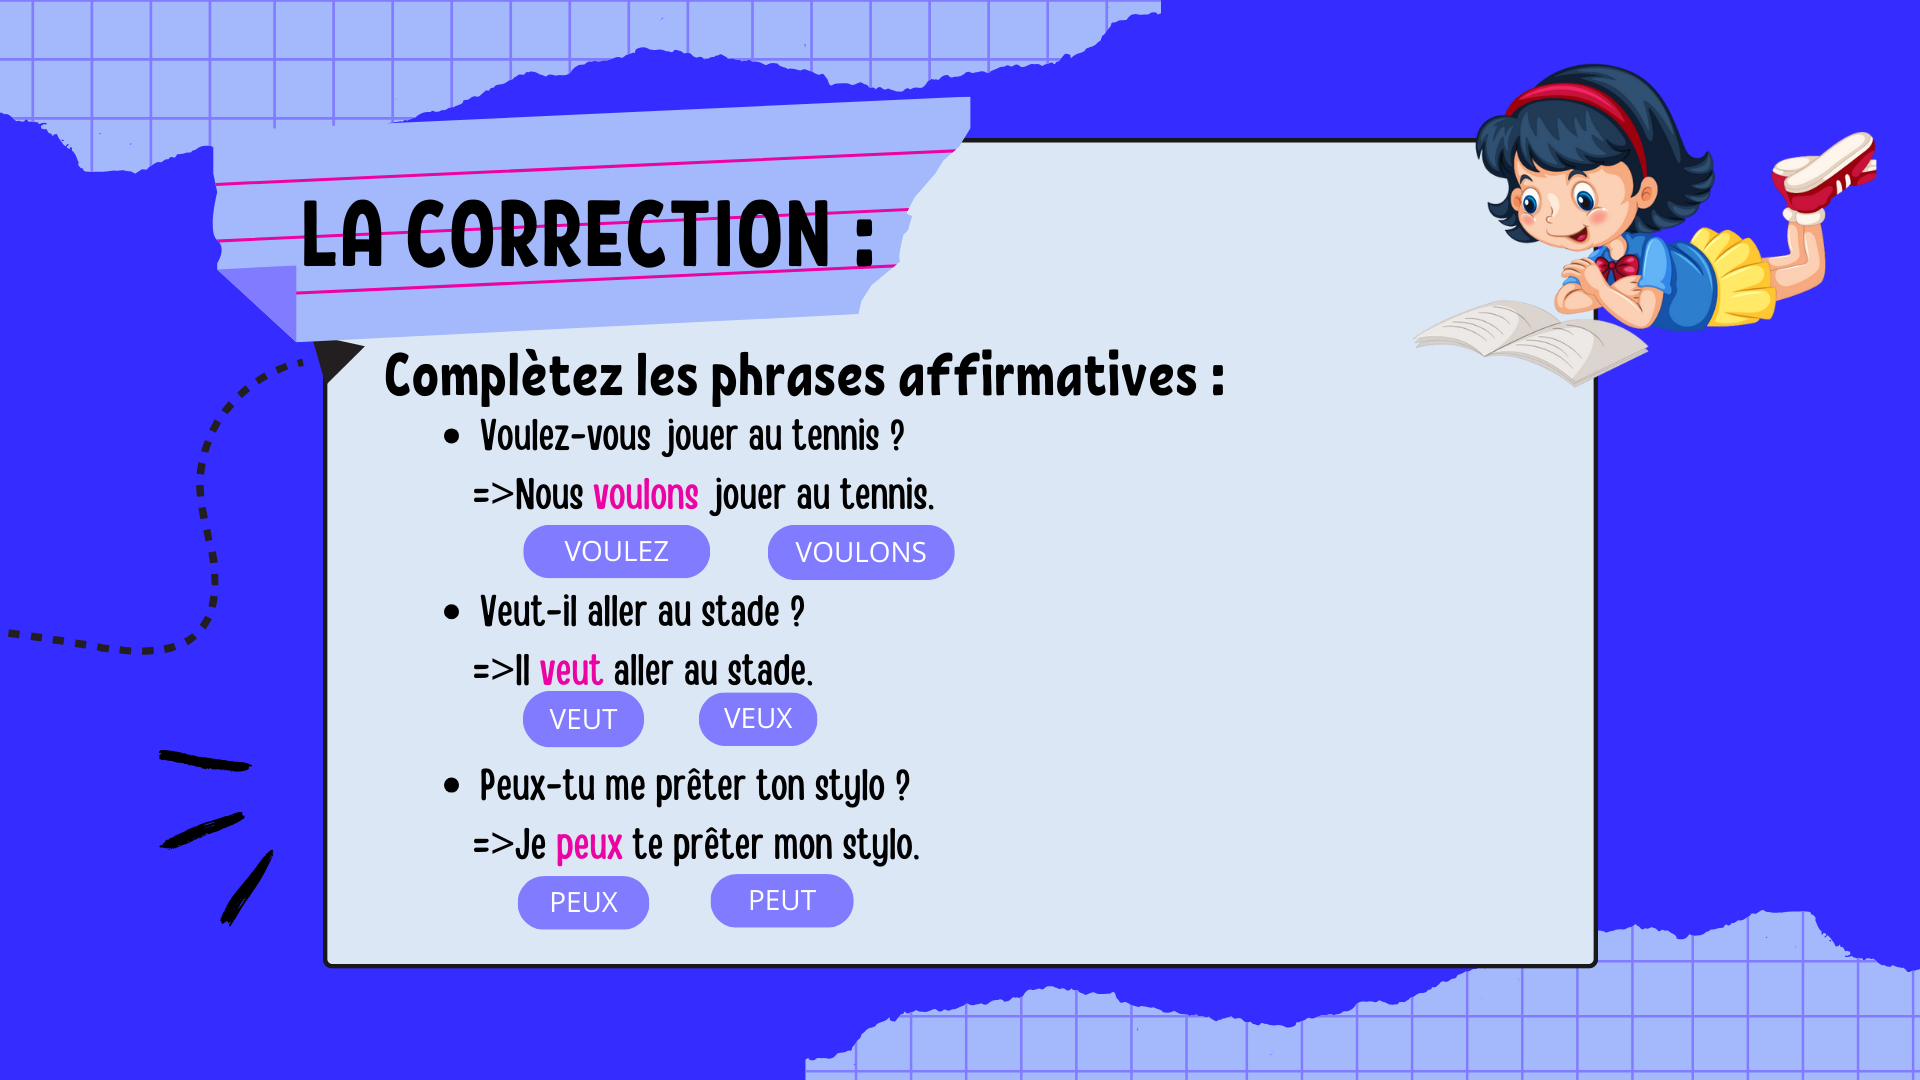 LA CORRECTION :
Complètez les phrases affirmatives :
• Voulez-vous jouer au tennis ?
=>Nous voulons jouer au tennis.
VOULEZ VOULONS
• Veut-il aller au stade ?
=>Il veut aller au stade.
VEUT VEUX
• Peux-tu me prêter ton stylo ?
=>Je peux te prêter mon stylo.
PEUX PEUT